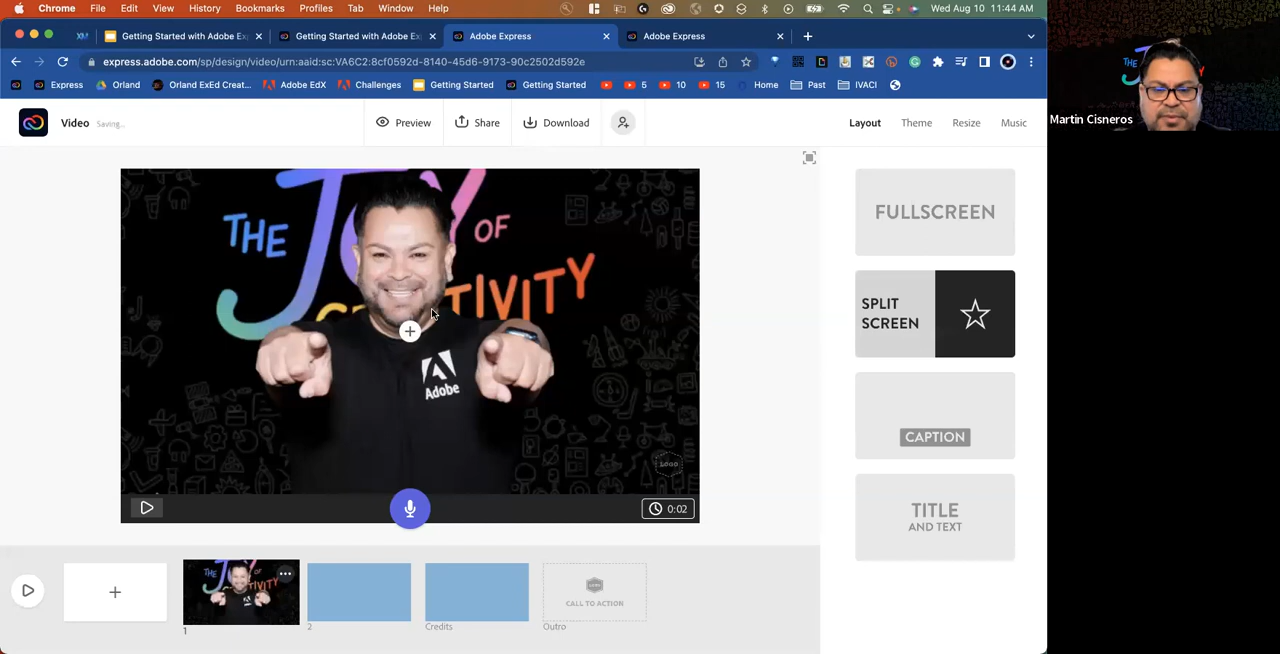 Chrome File Edit View History Bookmarks Profiles Tab Window Help
Wed Aug 10 11:44 AM
Getting Started with Adobe Ex
Getting Started with Adobe Ex
Adobe Express
Adobe Express
express.adobe.com/sp/design/video/urn:aaid:sc:VA6C2:8cf0592d-8140-45d6-9173-90c2502d592e
Express Orland Orland ExEd Creat... Adobe EdX Challenges Getting Started Getting Started 5 10 15 Home Past IVACI
Martin Cisneros
Video Saving...
Preview Share Download
Layout Theme Resize Music
THE JOY OF
Adobe
LOGO
0:02
FULLSCREEN
SPLIT
SCREEN
CAPTION
TITLE
AND TEXT
CALL TO ACTION
1 2 Credits Outro